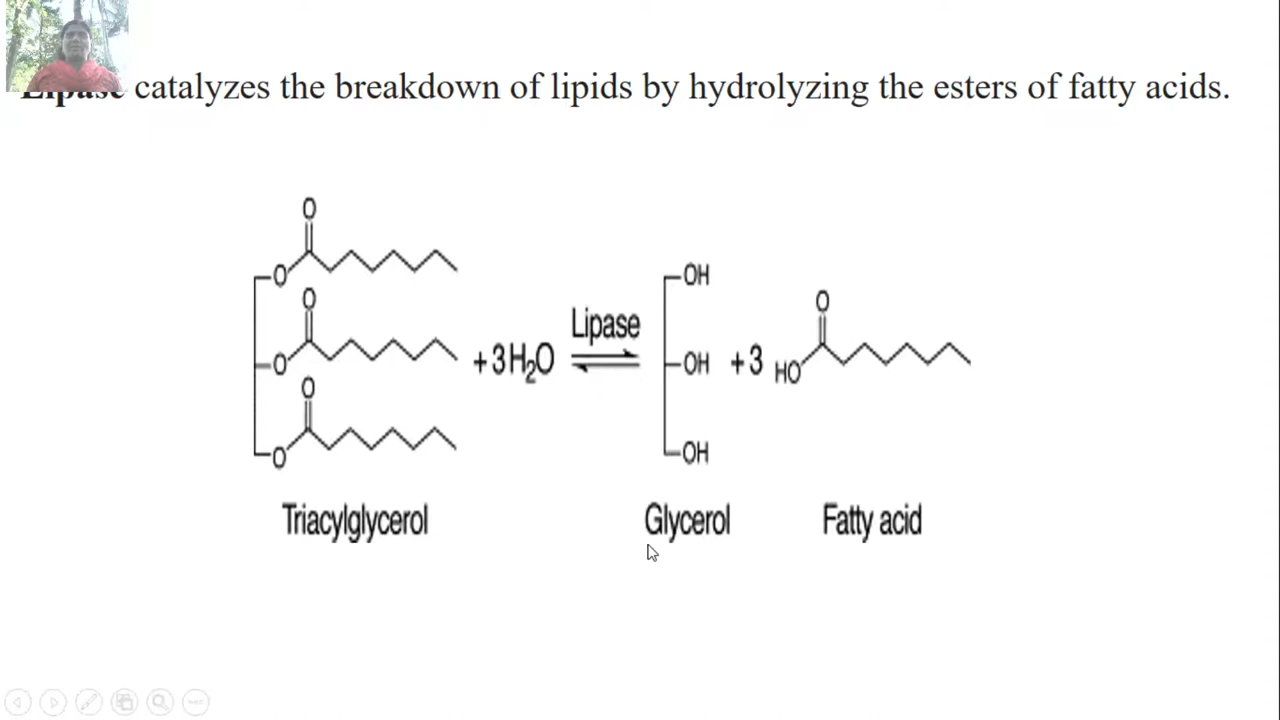 Lipase catalyzes the breakdown of lipids by hydrolyzing the esters of fatty acids.
O
O
O
O
O
O
+3H₂O
Lipase
OH
OH
OH
+3
O
HO
Triacylglycerol
Glycerol
Fatty acid